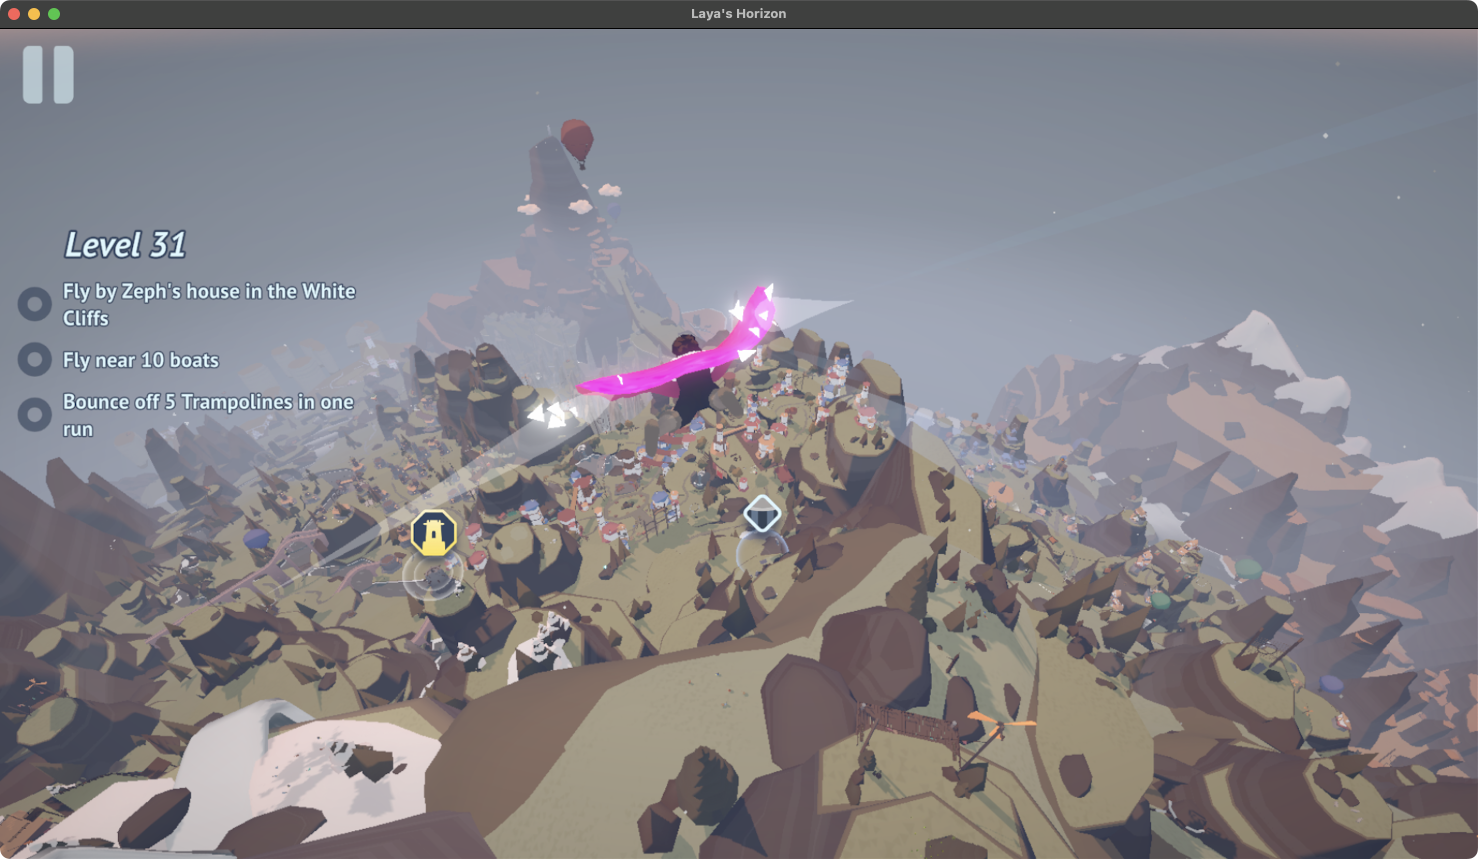 Laya's Horizon
Level 31
Fly by Zeph's house in the White
Cliffs
Fly near 10 boats
Bounce off 5 Trampolines in one
run